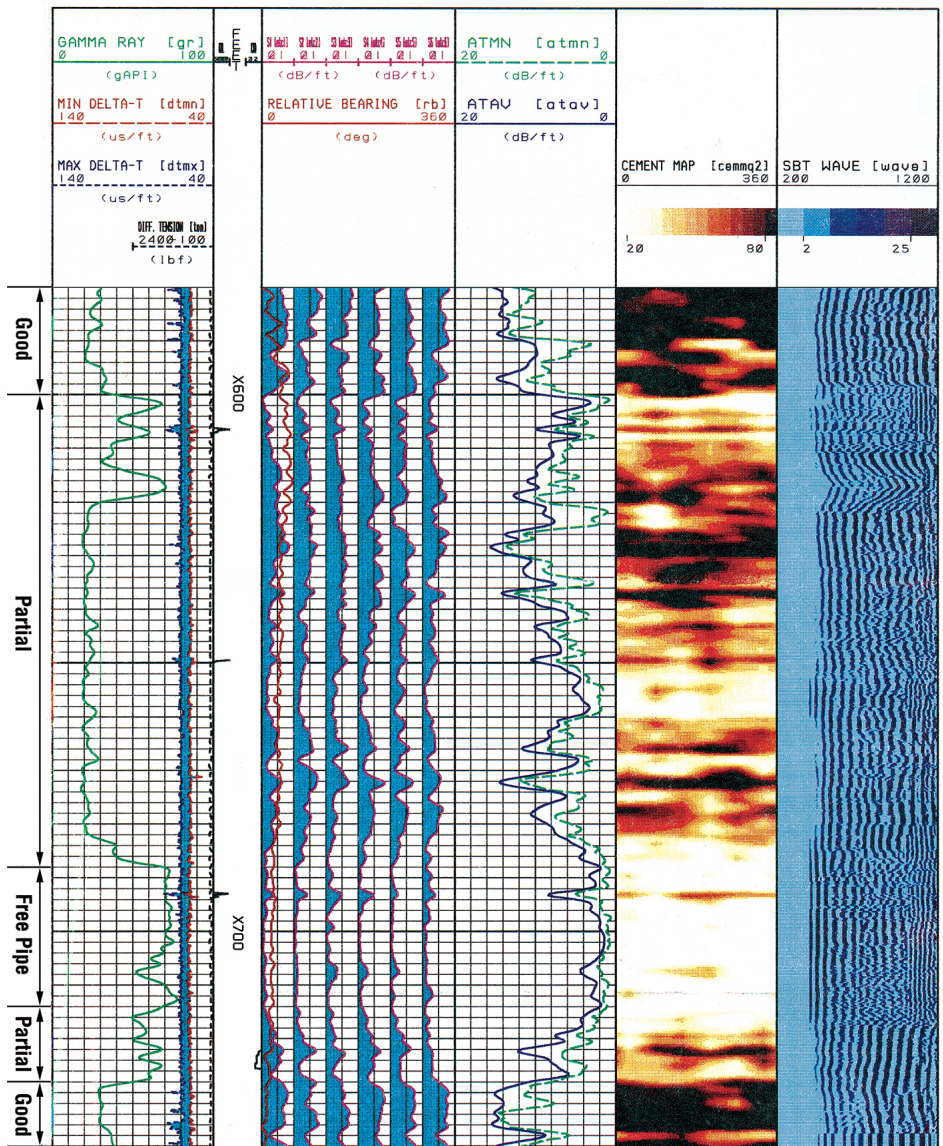 GAMMA RAY [gr]
0 100
(gAPI)
MIN DELTA-T [dtmn]
140 40
(us/ft)
MAX DELTA-T [dtmx]
140 40
(us/ft)
DIFF. TENSION [ten]
2400-100
(lbf)
FEET
(dB/ft) (dB/ft)
RELATIVE BEARING [rb]
0 360
(deg)
ATMN [atmn]
20 0
(dB/ft)
ATAV [atav]
20 0
(dB/ft)
CEMENT MAP [cemmq2]
0 360
20 80
SBT WAVE [wave]
200 1200
2 25
Good
Partial
Free Pipe
Partial
Good
X600
X700